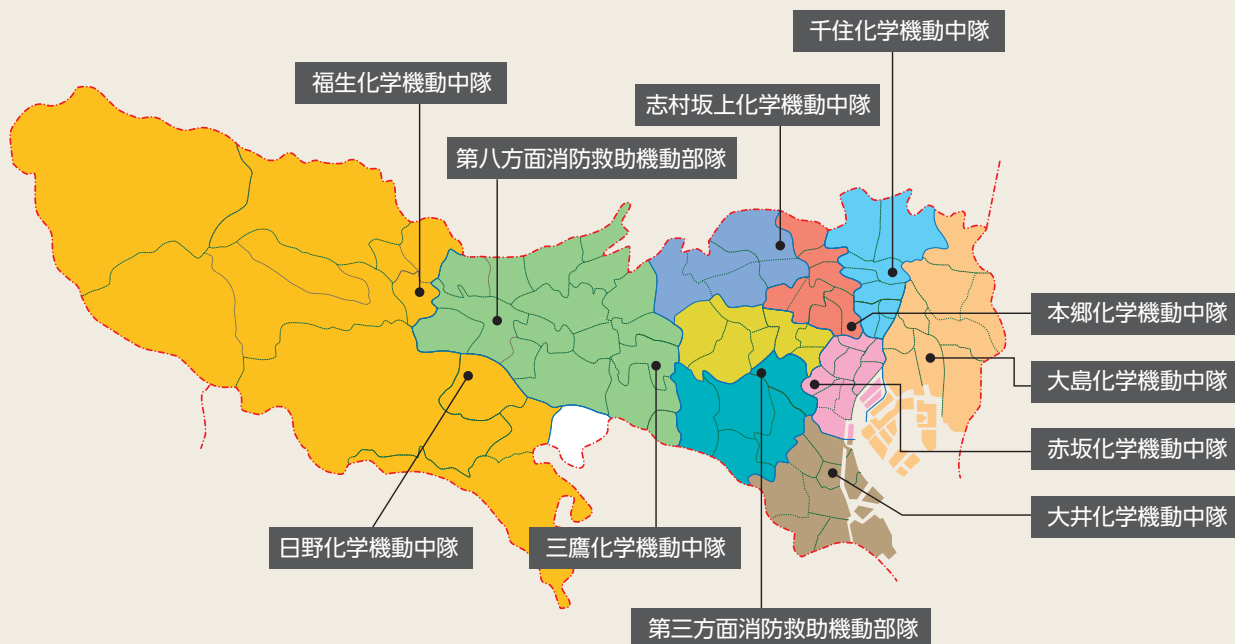 千住化学機動中隊
福生化学機動中隊
志村坂上化学機動中隊
第八方面消防救助機動部隊
本郷化学機動中隊
大島化学機動中隊
赤坂化学機動中隊
大井化学機動中隊
日野化学機動中隊
三鷹化学機動中隊
第三方面消防救助機動部隊